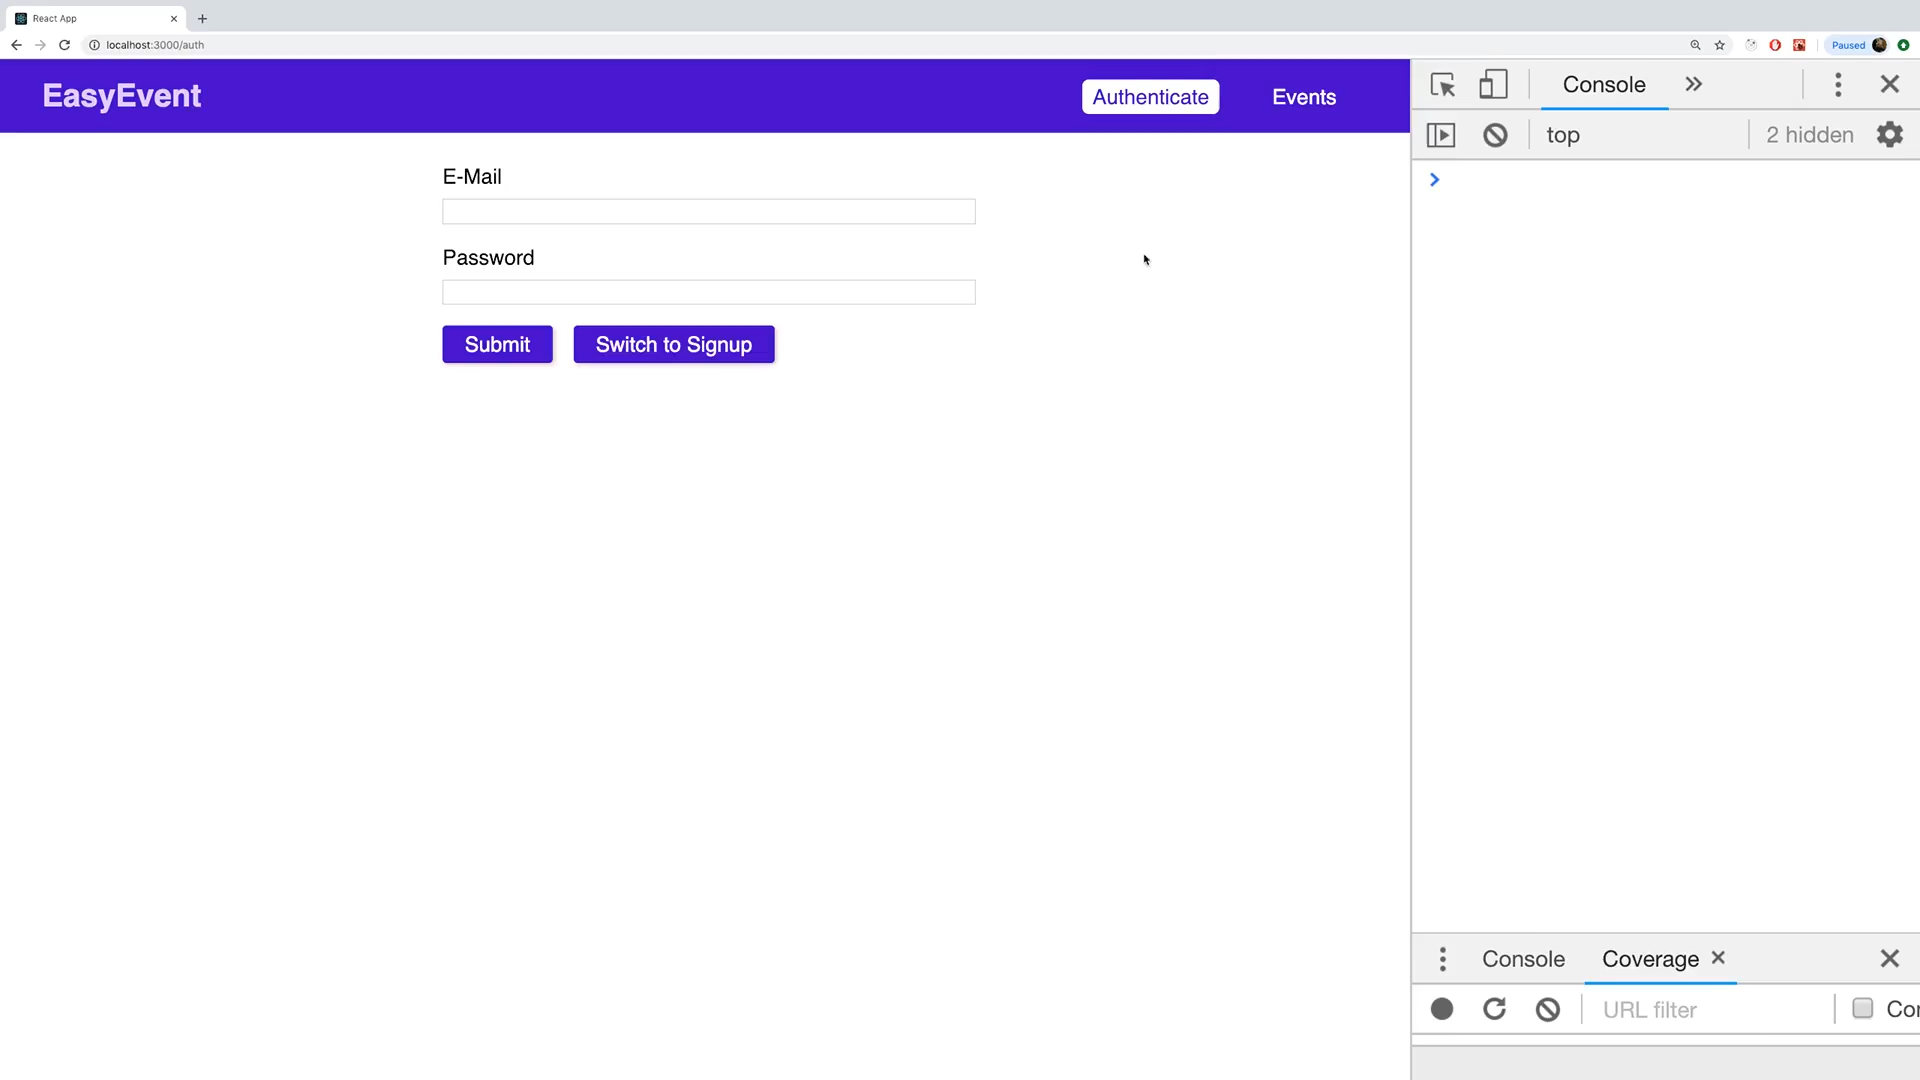 React App
localhost:3000/auth
Paused
EasyEvent
Authenticate
Events
E-Mail
Password
Submit
Switch to Signup
Console
top
2 hidden
Console
Coverage
URL filter